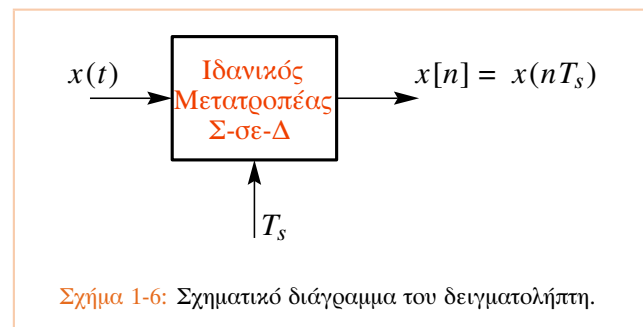 x(t)
Ιδανικός
Μετατροπέας
Σ-σε-Δ
x[n] = x(nTₛ)
Tₛ
Σχήμα 1-6: Σχηματικό διάγραμμα του δειγματολήπτη.